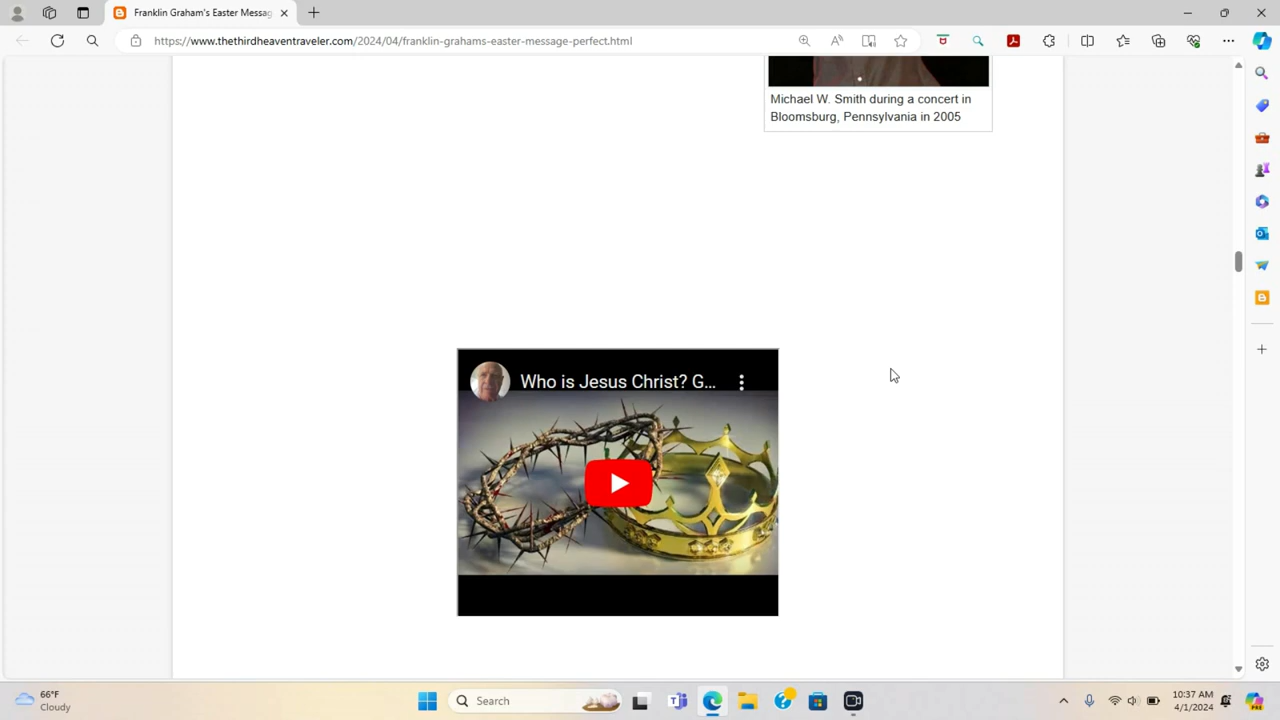 Franklin Graham's Easter Messag
https://www.thethirdheaventraveler.com/2024/04/franklin-grahams-easter-message-perfect.html
Michael W. Smith during a concert in
Bloomsburg, Pennsylvania in 2005
Who is Jesus Christ? G...
66°F
Cloudy
Search
10:37 AM
4/1/2024